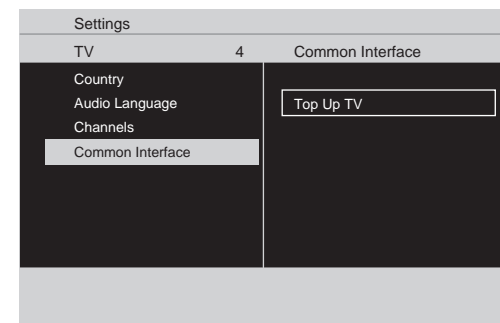 Settings
TV 4 Common Interface
Country
Audio Language
Channels
Common Interface
Top Up TV